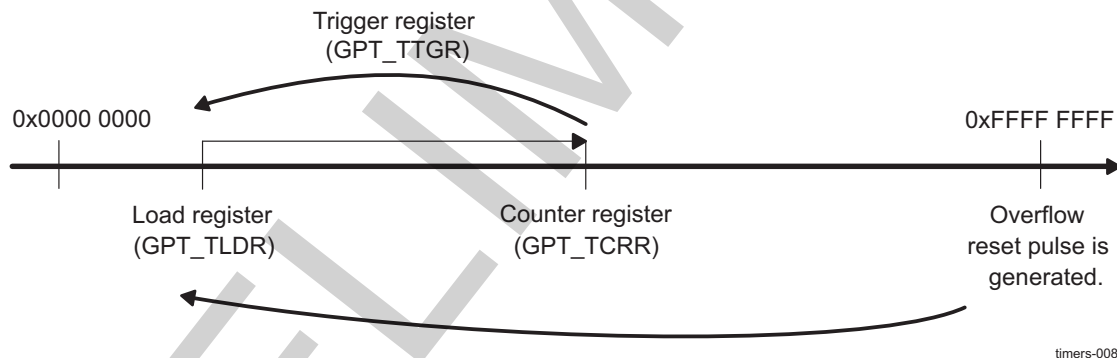 Trigger register
(GPT_TTGR)
0x0000 0000
0xFFFF FFFF
Load register
(GPT_TLDR)
Counter register
(GPT_TCRR)
Overflow
reset pulse is
generated.
timers-008